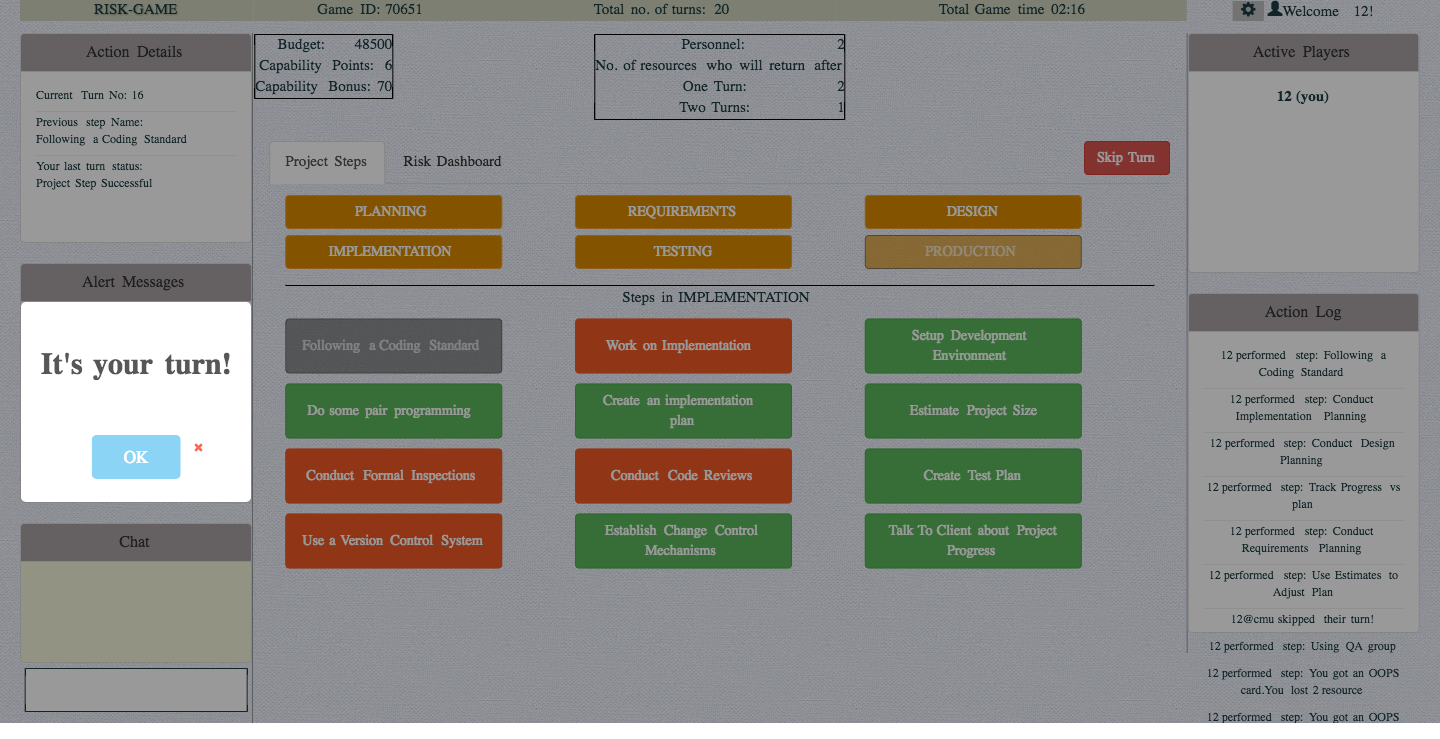 RISK-GAME
Game ID: 70651
Total no. of turns: 20
Total Game time 02:16
Welcome 12!
Action Details
Current Turn No: 16
Previous step Name:
Following a Coding Standard
Your last turn status:
Project Step Successful
Alert Messages
It's your turn!
OK
Chat
Budget: 48500
Capability Points: 6
Capability Bonus: 70
Personnel: 2
No. of resources who will return after
One Turn: 2
Two Turns: 1
Project Steps
Risk Dashboard
Skip Turn
PLANNING
REQUIREMENTS
DESIGN
IMPLEMENTATION
TESTING
PRODUCTION
Steps in IMPLEMENTATION
Following a Coding Standard
Work on Implementation
Setup Development
Environment
Do some pair programming
Create an implementation
plan
Estimate Project Size
Conduct Formal Inspections
Conduct Code Reviews
Create Test Plan
Use a Version Control System
Establish Change Control
Mechanisms
Talk To Client about Project
Progress
Active Players
12 (you)
Action Log
12 performed step: Following a
Coding Standard
12 performed step: Conduct
Implementation Planning
12 performed step: Conduct Design
Planning
12 performed step: Track Progress vs
plan
12 performed step: Conduct
Requirements Planning
12 performed step: Use Estimates to
Adjust Plan
12@cmu skipped their turn!
12 performed step: Using QA group
12 performed step: You got an OOPS
card.You lost 2 resource
12 performed step: You got an OOPS